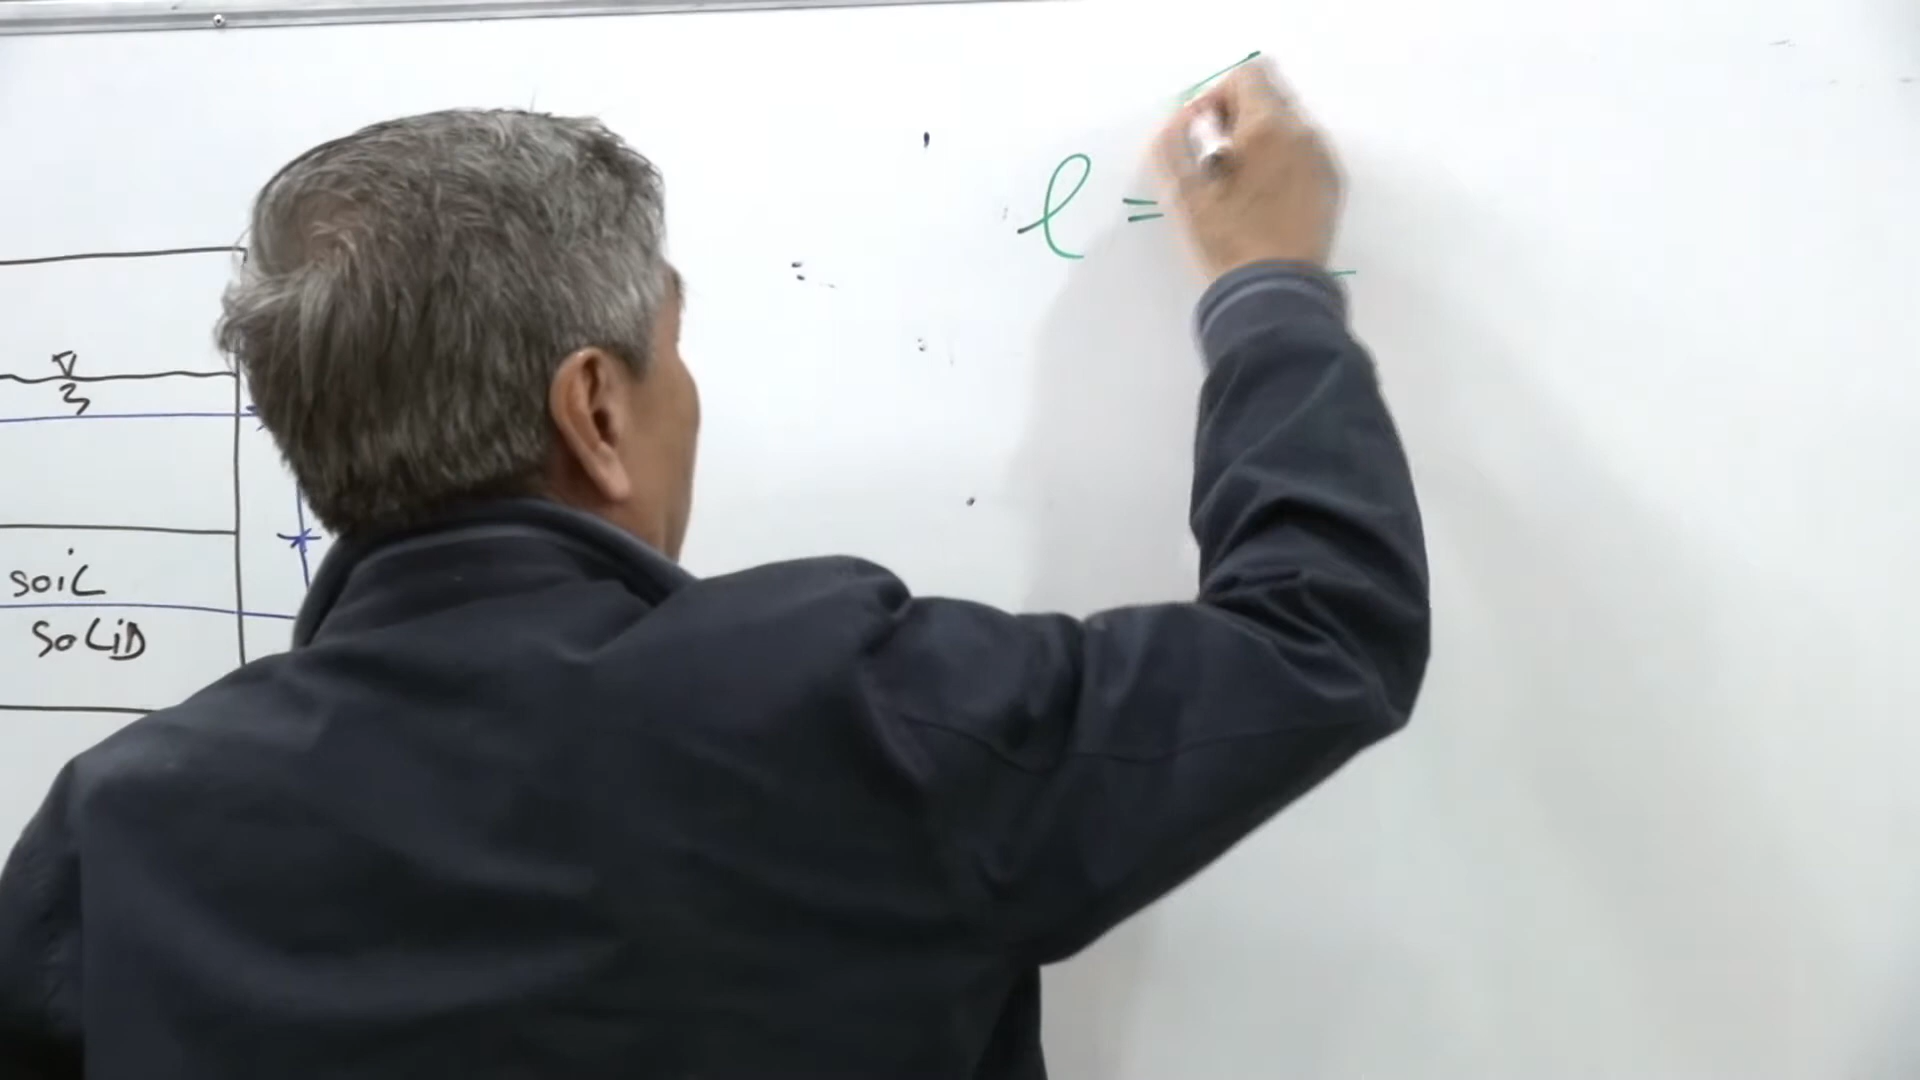 e =
SOIL
SOLID